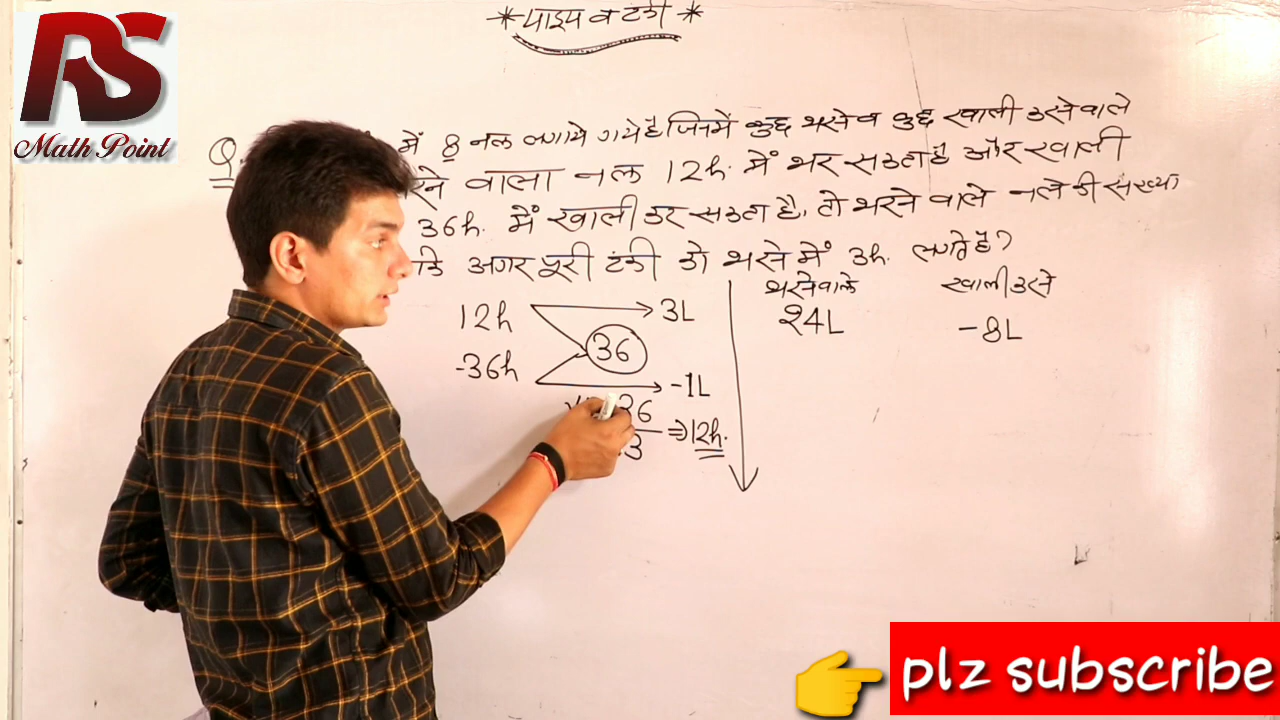 RS
Math Point
*पाइप व टंकी*
Q. में 8 नल लगाये गये है जिनमें कुछ भरने व कुछ खाली करने वाले
रने वाला नल 12h. में भर सकता है और खाली
36h. में खाली कर सकता है, तो भरने वाले नलो की संख्या
कि अगर पूरी टंकी को भरने में 3h. लगते है?
भरने वाले खाली करने
12h 3L 24L -8L
36
-36h -1L
36
3 ⇒ 12h.
plz subscribe